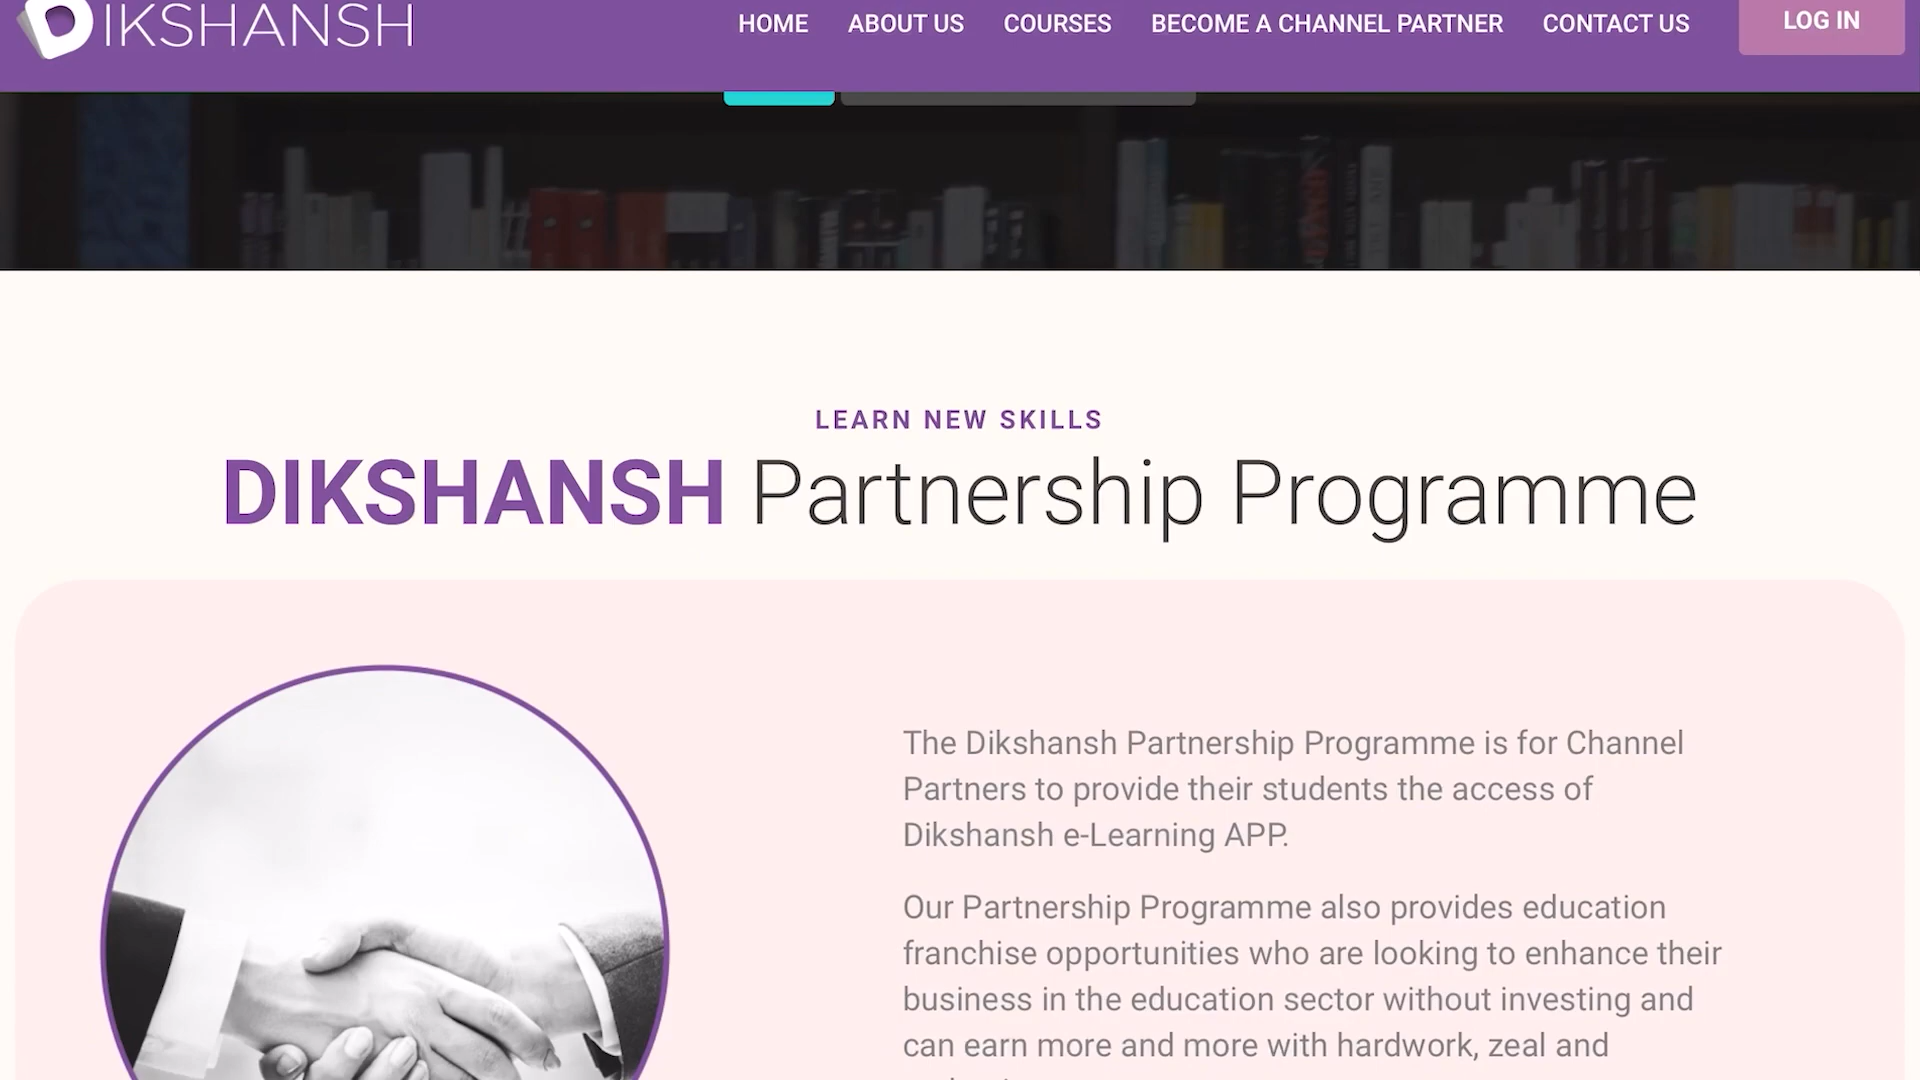 DIKSHANSH
HOME ABOUT US COURSES BECOME A CHANNEL PARTNER CONTACT US LOG IN
LEARN NEW SKILLS
DIKSHANSH Partnership Programme
The Dikshansh Partnership Programme is for Channel
Partners to provide their students the access of
Dikshansh e-Learning APP.
Our Partnership Programme also provides education
franchise opportunities who are looking to enhance their
business in the education sector without investing and
can earn more and more with hardwork, zeal and